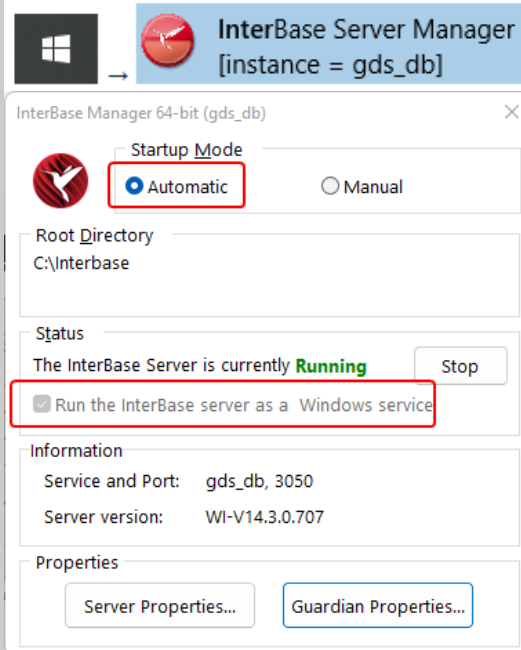 InterBase Server Manager
[instance = gds_db]
InterBase Manager 64-bit (gds_db)
Startup Mode
Automatic
Manual
Root Directory
C:\Interbase
Status
The InterBase Server is currently Running
Stop
Run the InterBase server as a Windows service
Information
Service and Port: gds_db, 3050
Server version: WI-V14.3.0.707
Properties
Server Properties...
Guardian Properties...